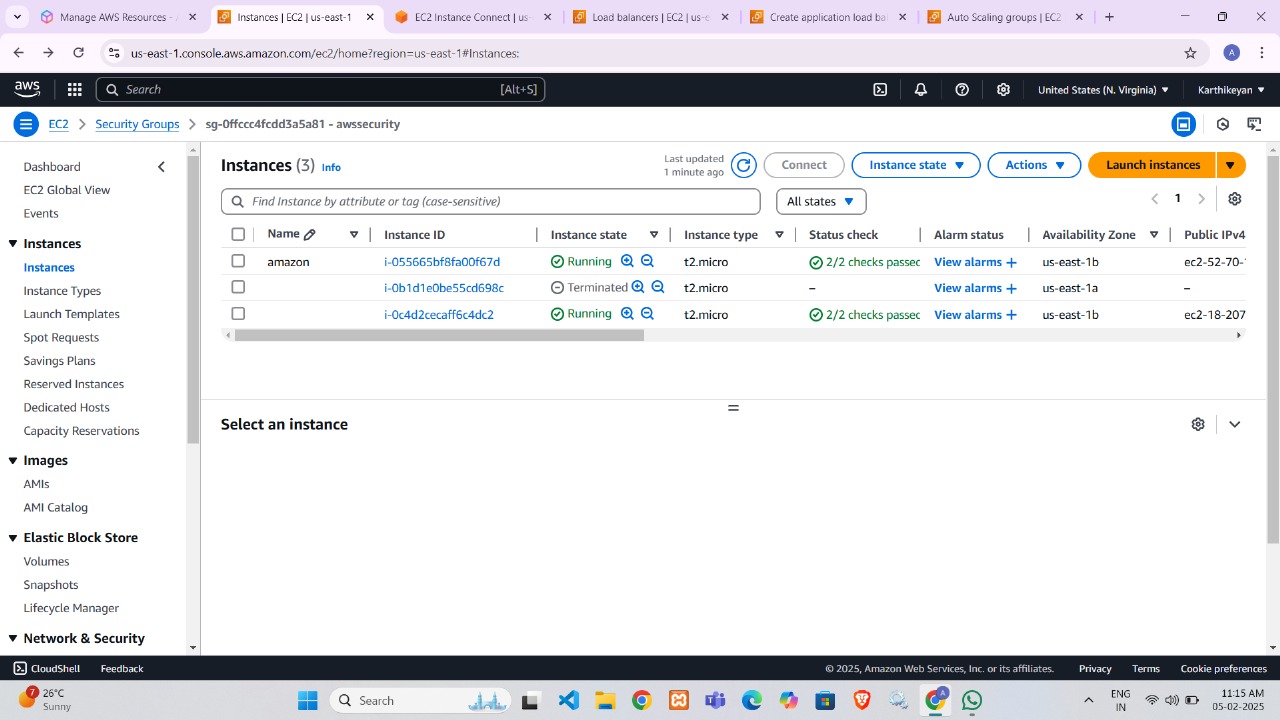 Manage AWS Resources - A
Instances | EC2 | us-east-1
EC2 Instance Connect | us-
Load balancing | EC2 | us-e
Create application load bal
Auto Scaling groups | EC2
us-east-1.console.aws.amazon.com/ec2/home?region=us-east-1#Instances:
A
aws
Search
[Alt+S]
United States (N. Virginia)
Karthikeyan
EC2 > Security Groups > sg-0ffccc4fcdd3a5a81 - awssecurity
Dashboard
EC2 Global View
Events
Instances
Instances
Instance Types
Launch Templates
Spot Requests
Savings Plans
Reserved Instances
Dedicated Hosts
Capacity Reservations
Images
AMIs
AMI Catalog
Elastic Block Store
Volumes
Snapshots
Lifecycle Manager
Network & Security
Instances (3) Info
Last updated
1 minute ago
Connect
Instance state
Actions
Launch instances
Find Instance by attribute or tag (case-sensitive)
All states
1
Name Instance ID Instance state Instance type Status check Alarm status Availability Zone Public IPv4
amazon i-055665bf8fa00f67d Running t2.micro 2/2 checks passed View alarms + us-east-1b ec2-52-70-
i-0b1d1e0be55cd698c Terminated t2.micro – View alarms + us-east-1a –
i-0c4d2cecaff6c4dc2 Running t2.micro 2/2 checks passed View alarms + us-east-1b ec2-18-207
Select an instance
CloudShell Feedback
© 2025, Amazon Web Services, Inc. or its affiliates. Privacy Terms Cookie preferences
7
26°C
Sunny
Search
A
ENG
IN
11:15 AM
05-02-2025